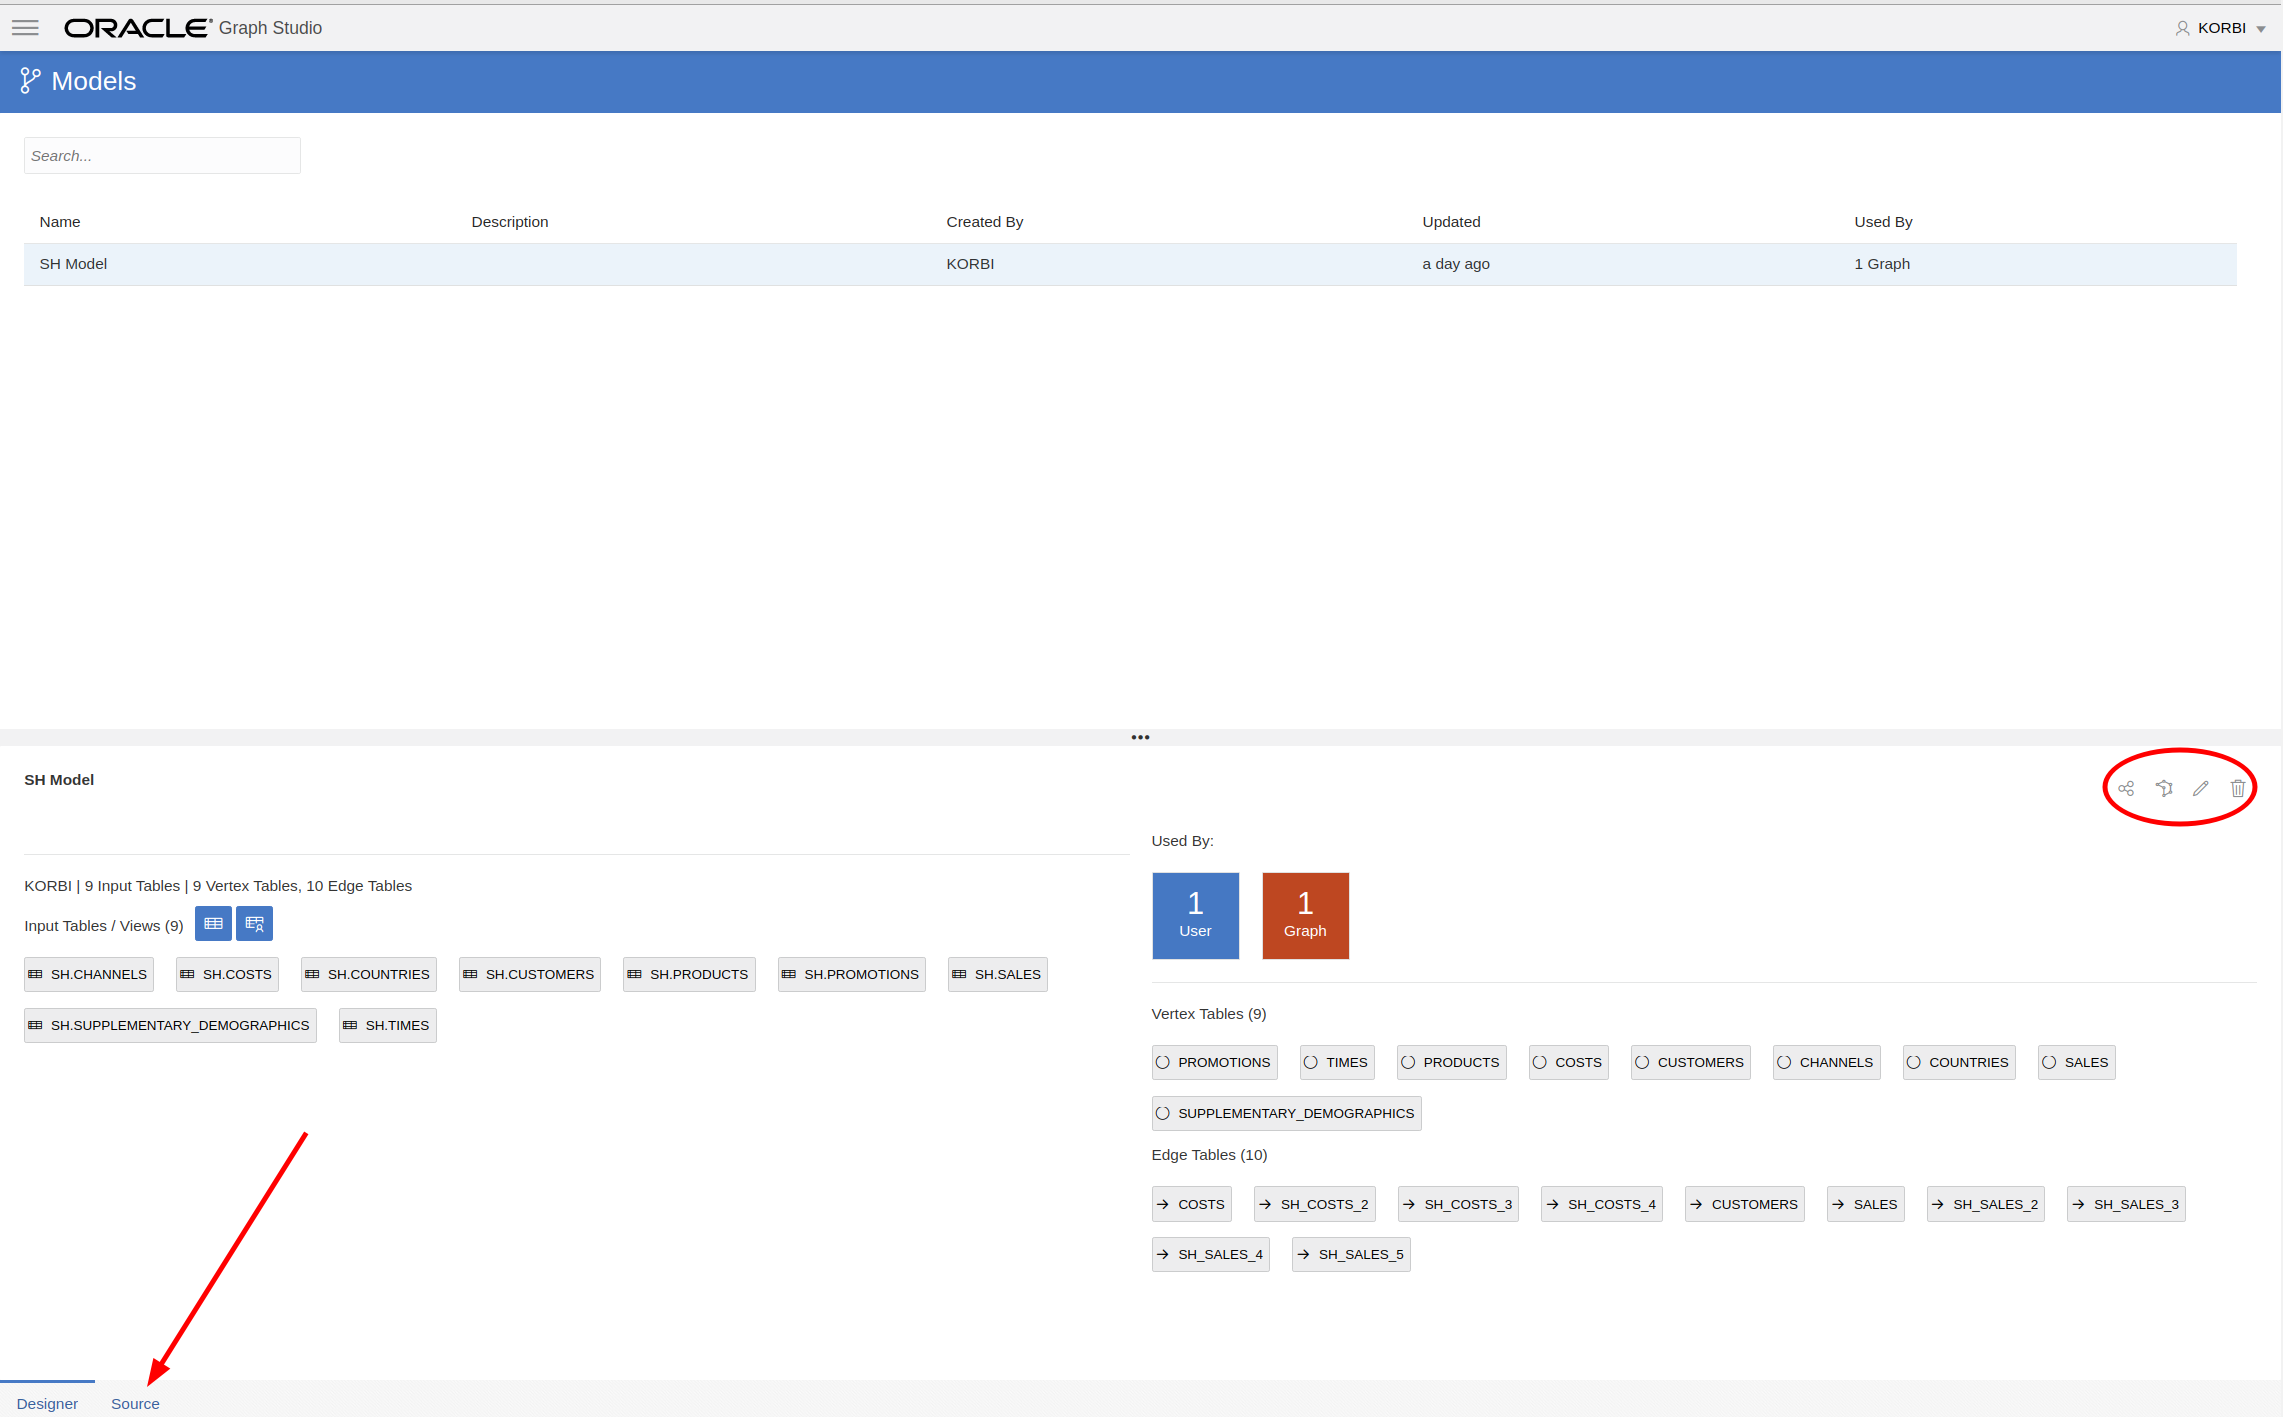 ORACLE® Graph Studio KORBI
Models
Search...
Name Description Created By Updated Used By
SH Model KORBI a day ago 1 Graph
SH Model
KORBI | 9 Input Tables | 9 Vertex Tables, 10 Edge Tables
Input Tables / Views (9)
SH.CHANNELS SH.COSTS SH.COUNTRIES SH.CUSTOMERS SH.PRODUCTS SH.PROMOTIONS SH.SALES
SH.SUPPLEMENTARY_DEMOGRAPHICS SH.TIMES
Used By:
1 1
User Graph
Vertex Tables (9)
PROMOTIONS TIMES PRODUCTS COSTS CUSTOMERS CHANNELS COUNTRIES SALES
SUPPLEMENTARY_DEMOGRAPHICS
Edge Tables (10)
COSTS SH_COSTS_2 SH_COSTS_3 SH_COSTS_4 CUSTOMERS SALES SH_SALES_2 SH_SALES_3
SH_SALES_4 SH_SALES_5
Designer Source